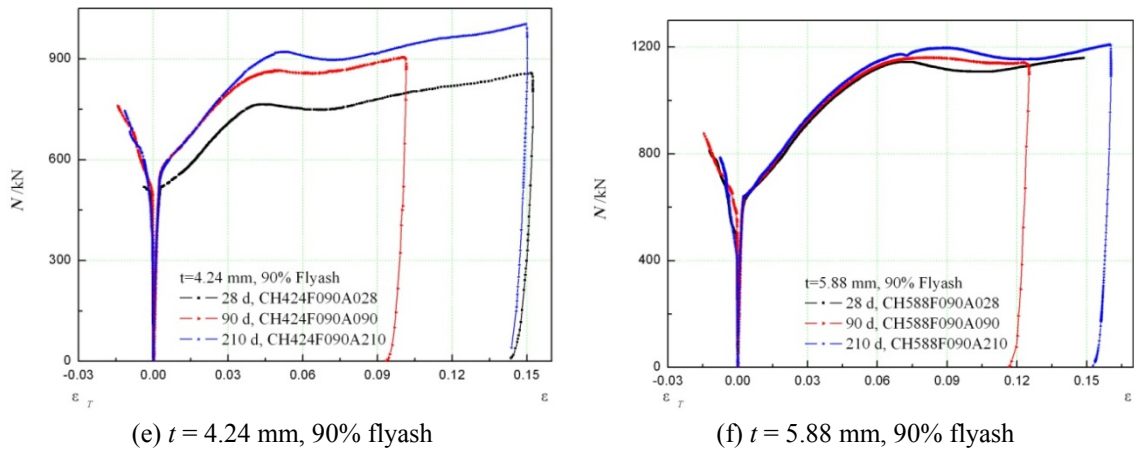 900
600
300
0
N /kN
t=4.24 mm, 90% Flyash
28 d, CH424F090A028
90 d, CH424F090A090
210 d, CH424F090A210
-0.03 0.00 0.03 0.06 0.09 0.12 0.15
ε T ε
(e) t = 4.24 mm, 90% flyash
1200
800
400
0
N /kN
t=5.88 mm, 90% Flyash
28 d, CH588F090A028
90 d, CH588F090A090
210 d, CH588F090A210
-0.03 0.00 0.03 0.06 0.09 0.12 0.15
ε T ε
(f) t = 5.88 mm, 90% flyash